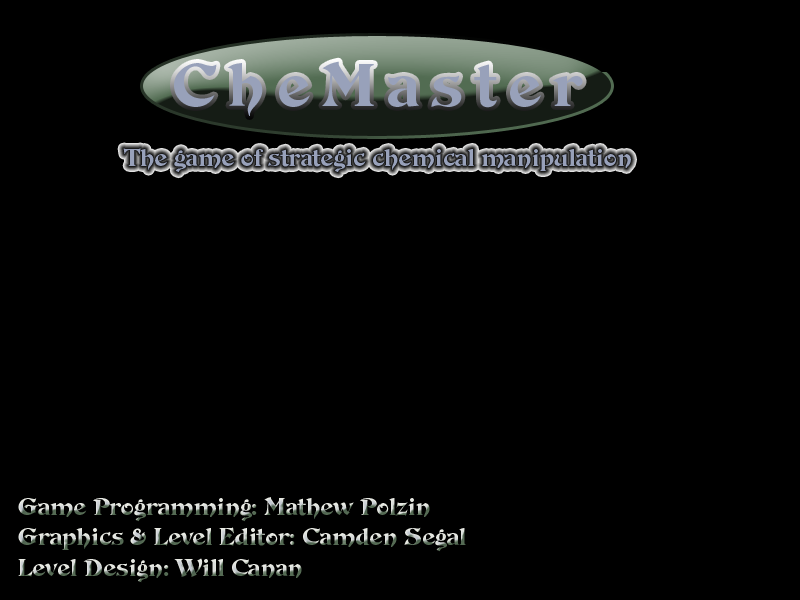 CheMaster
The game of strategic chemical manipulation
Game Programming: Mathew Polzin
Graphics & Level Editor: Camden Segal
Level Design: Will Canan